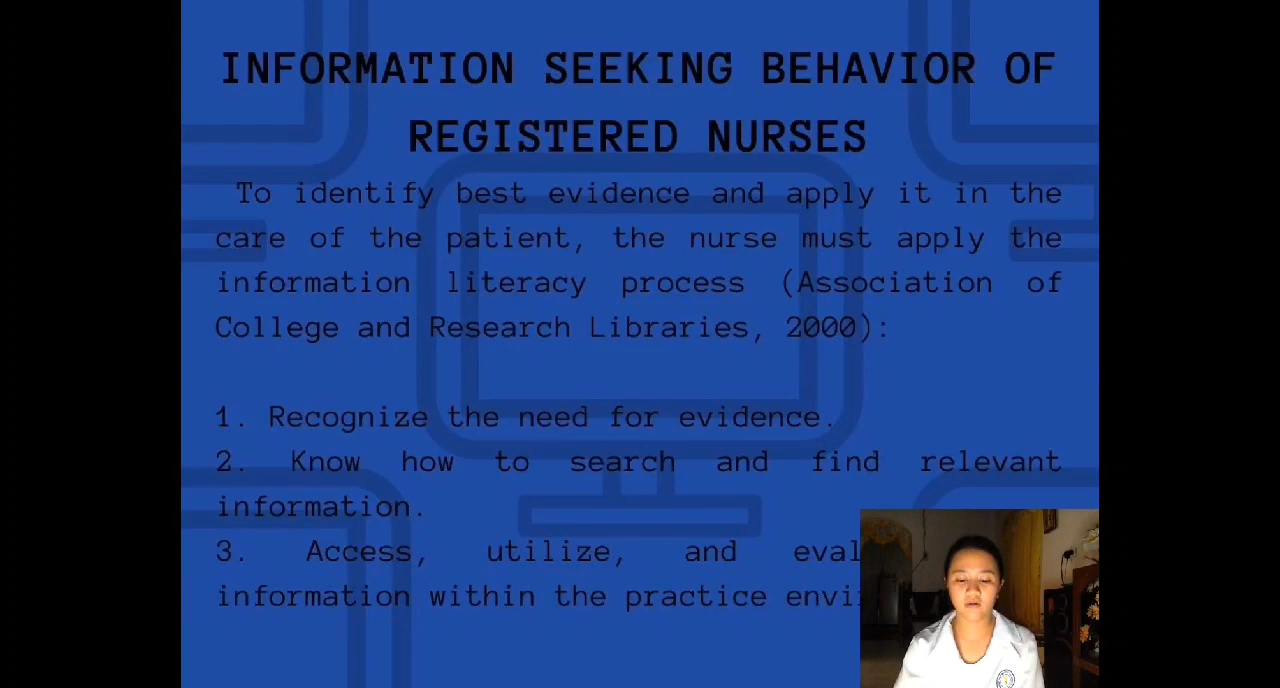 INFORMATION SEEKING BEHAVIOR OF
REGISTERED NURSES
To identify best evidence and apply it in the
care of the patient, the nurse must apply the
information literacy process (Association of
College and Research Libraries, 2000):
1. Recognize the need for evidence.
2. Know how to search and find relevant
information.
3. Access, utilize, and
information within the practice